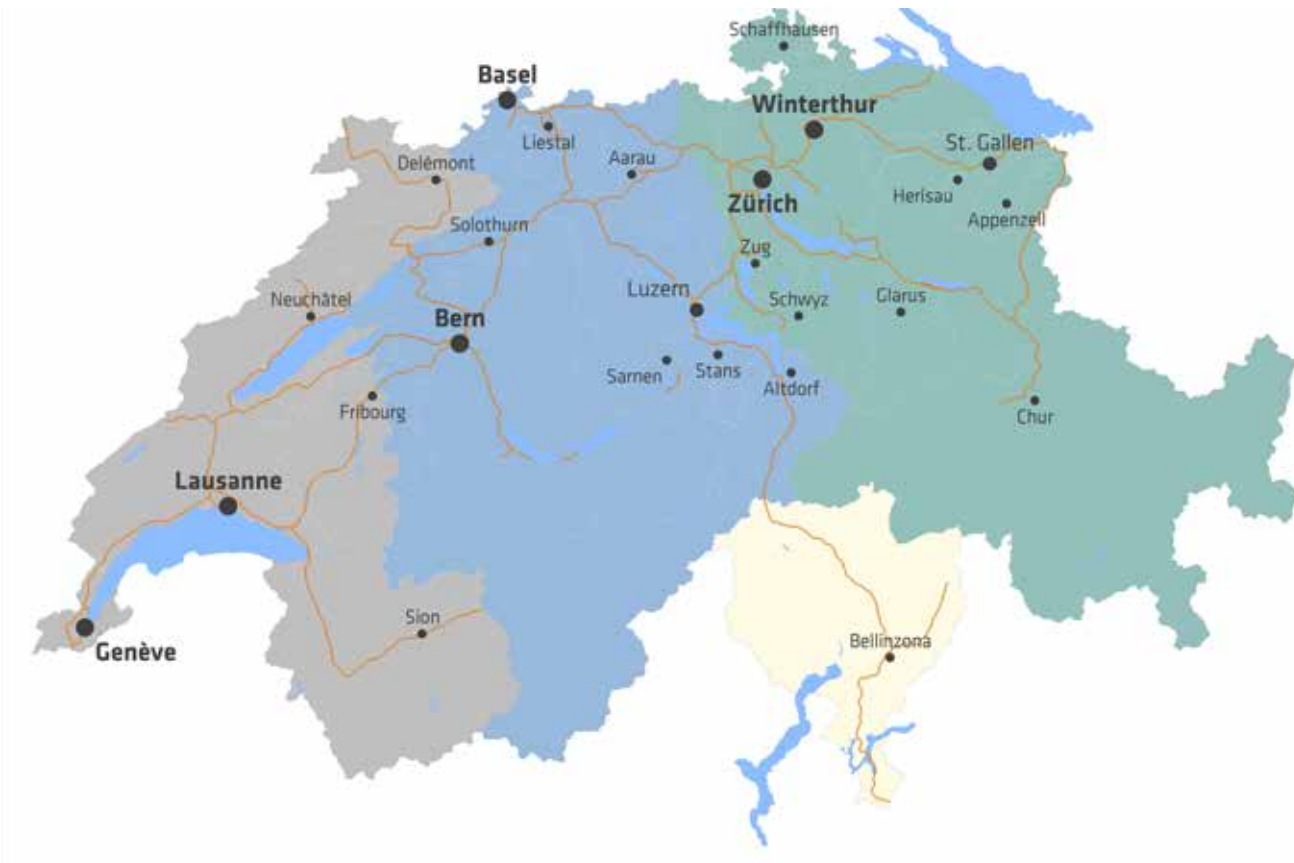 Schaffhausen
Basel
Winterthur
Liestal
St. Gallen
Delémont
Aarau
Herisau
Zürich
Appenzell
Solothurn
Zug
Neuchâtel
Luzern
Schwyz
Glarus
Bern
Sarnen
Stans
Altdorf
Fribourg
Chur
Lausanne
Sion
Bellinzona
Genève